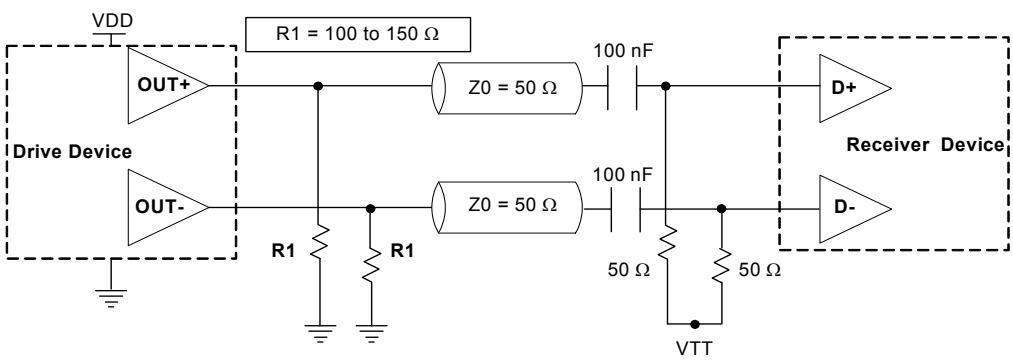 VDD
R1 = 100 to 150 Ω
100 nF
OUT+
Z0 = 50 Ω
D+
Drive Device
Receiver Device
100 nF
OUT-
Z0 = 50 Ω
D-
R1
R1
50 Ω
50 Ω
VTT